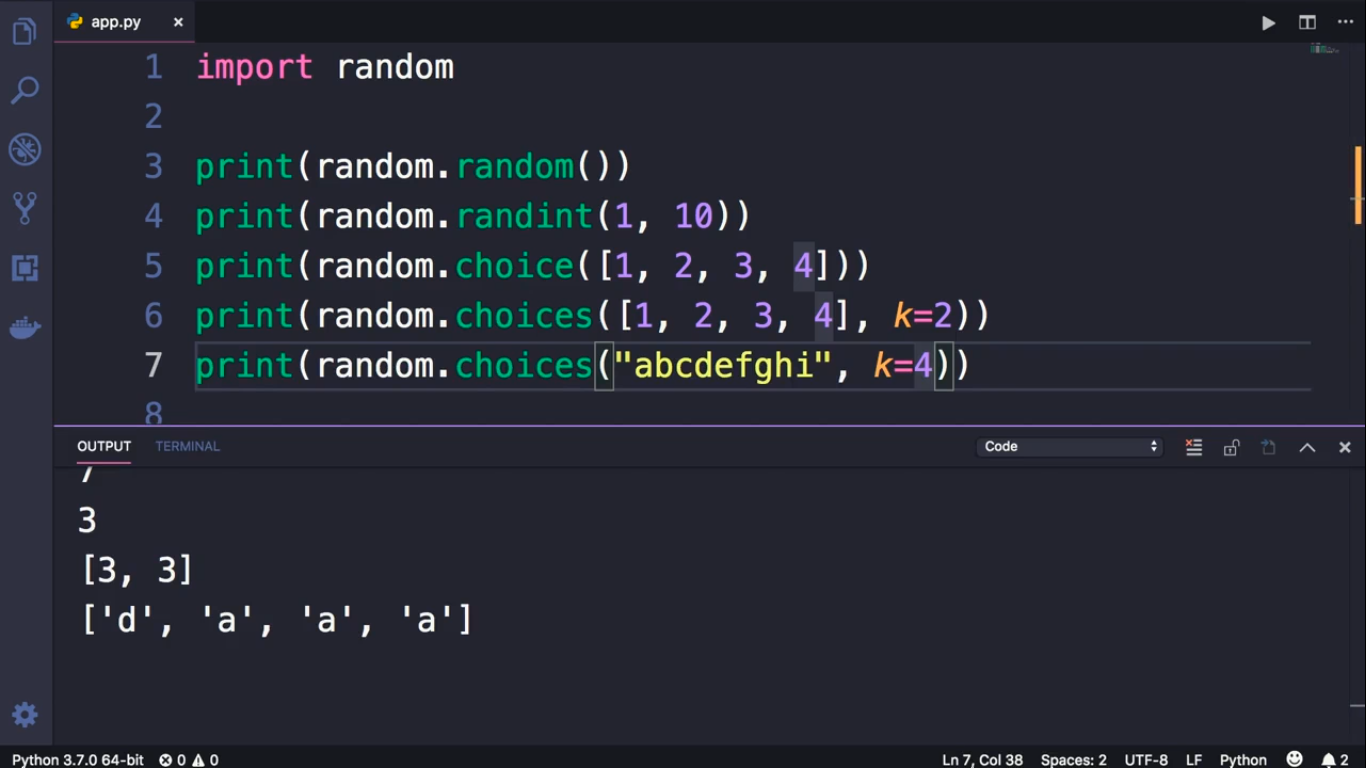 app.py ×
1 import random
2
3 print(random.random())
4 print(random.randint(1, 10))
5 print(random.choice([1, 2, 3, 4]))
6 print(random.choices([1, 2, 3, 4], k=2))
7 print(random.choices("abcdefghi", k=4))
8
OUTPUT TERMINAL Code
7
3
[3, 3]
['d', 'a', 'a', 'a']
Python 3.7.0 64-bit 0 0 Ln 7, Col 38 Spaces: 2 UTF-8 LF Python 2